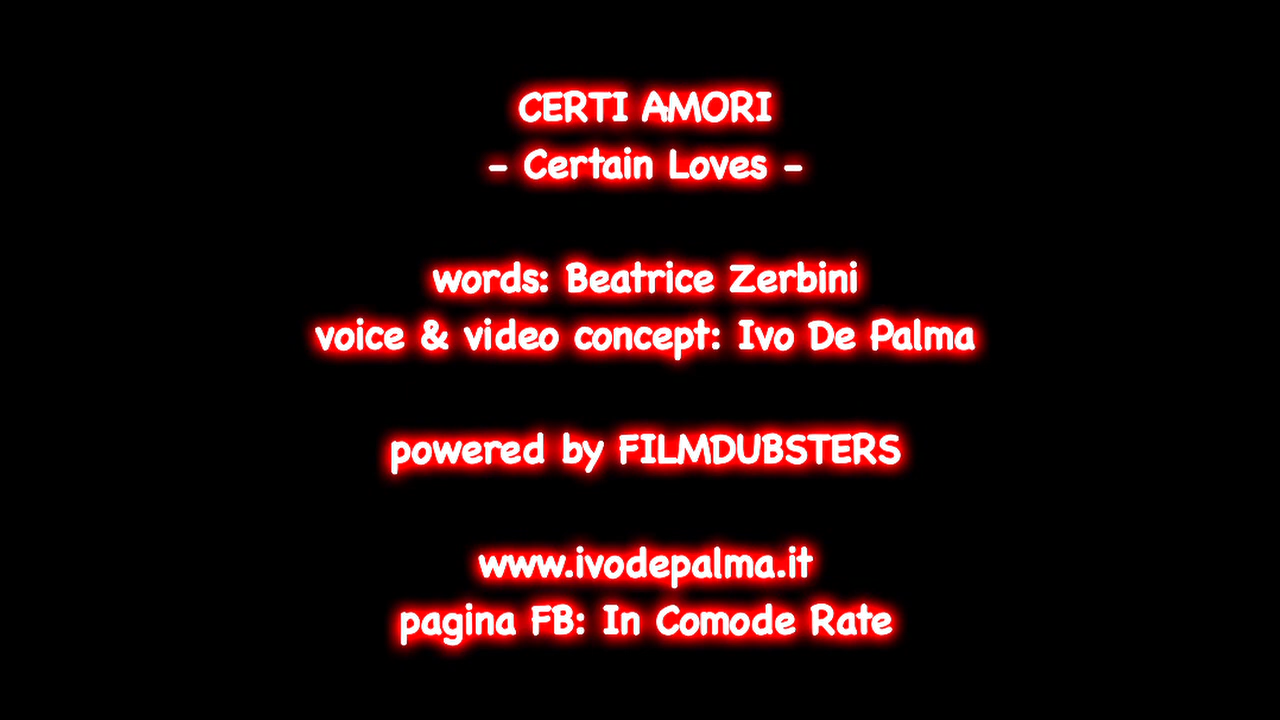 CERTI AMORI
- Certain Loves -
words: Beatrice Zerbini
voice & video concept: Ivo De Palma
powered by FILMDUBSTERS
www.ivodepalma.it
pagina FB: In Comode Rate